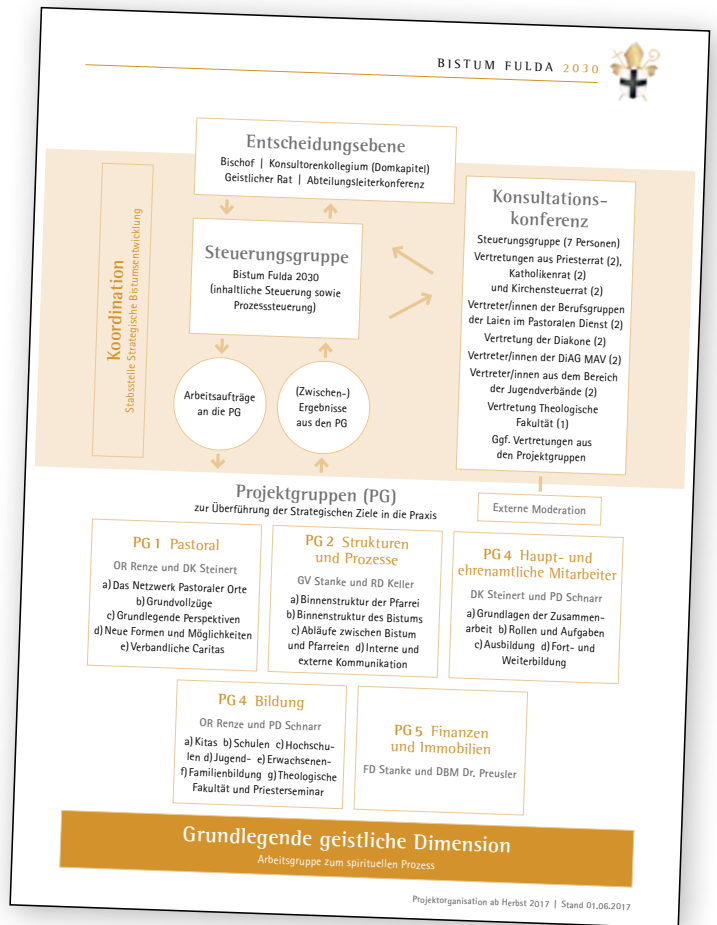 BISTUM FULDA 2030
Entscheidungsebene
Bischof | Konsultorenkollegium (Domkapitel)
Geistlicher Rat | Abteilungsleiterkonferenz
Koordination
Stabsstelle Strategische Bistumsentwicklung
Steuerungsgruppe
Bistum Fulda 2030
(inhaltliche Steuerung sowie
Prozesssteuerung)
Konsultations-
konferenz
Steuerungsgruppe (7 Personen)
Vertretungen aus Priesterrat (2),
Katholikenrat (2)
und Kirchensteuerrat (2)
Vertreter/innen der Berufsgruppen
der Laien im Pastoralen Dienst (2)
Vertretung der Diakone (2)
Vertreter/innen der DiAG MAV (2)
Vertreter/innen aus dem Bereich
der Jugendverbände (2)
Vertretung Theologische
Fakultät (1)
Ggf. Vertretungen aus
den Projektgruppen
Arbeitsaufträge
an die PG
(Zwischen-)
Ergebnisse
aus den PG
Externe Moderation
Projektgruppen (PG)
zur Überführung der Strategischen Ziele in die Praxis
PG 1 Pastoral
OR Renze und DK Steinert
a) Das Netzwerk Pastoraler Orte
b) Grundvollzüge
c) Grundlegende Perspektiven
d) Neue Formen und Möglichkeiten
e) Verbandliche Caritas
PG 2 Strukturen
und Prozesse
GV Stanke und RD Keller
a) Binnenstruktur der Pfarrei
b) Binnenstruktur des Bistums
c) Abläufe zwischen Bistum
und Pfarreien d) Interne und
externe Kommunikation
PG 4 Haupt- und
ehrenamtliche Mitarbeiter
DK Steinert und PD Schnarr
a) Grundlagen der Zusammen-
arbeit b) Rollen und Aufgaben
c) Ausbildung d) Fort- und
Weiterbildung
PG 4 Bildung
OR Renze und PD Schnarr
a) Kitas b) Schulen c) Hochschu-
len d) Jugend- e) Erwachsenen-
f) Familienbildung g) Theologische
Fakultät und Priesterseminar
PG 5 Finanzen
und Immobilien
FD Stanke und DBM Dr. Preusler
Grundlegende geistliche Dimension
Arbeitsgruppe zum spirituellen Prozess
Projektorganisation ab Herbst 2017 | Stand 01.06.2017